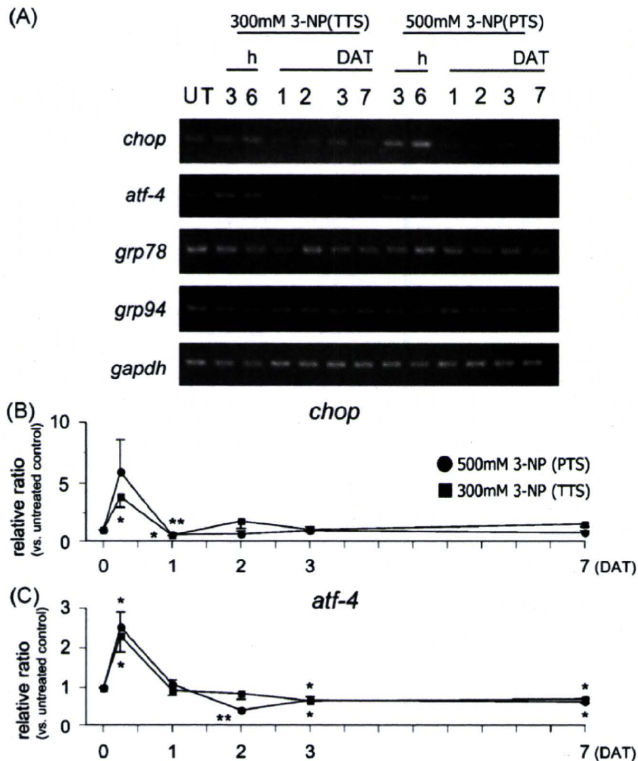 (A)
300mM 3-NP(TTS) 500mM 3-NP(PTS)
h DAT h DAT
UT 3 6 1 2 3 7 3 6 1 2 3 7
chop
atf-4
grp78
grp94
gapdh
(B) chop
relative ratio
(vs. untreated control)
10
5
0
* * **
500mM 3-NP (PTS)
300mM 3-NP (TTS)
0 1 2 3 7 (DAT)
(C) atf-4
relative ratio
(vs. untreated control)
3
2
1
0
* * ** * * * *
0 1 2 3 7 (DAT)